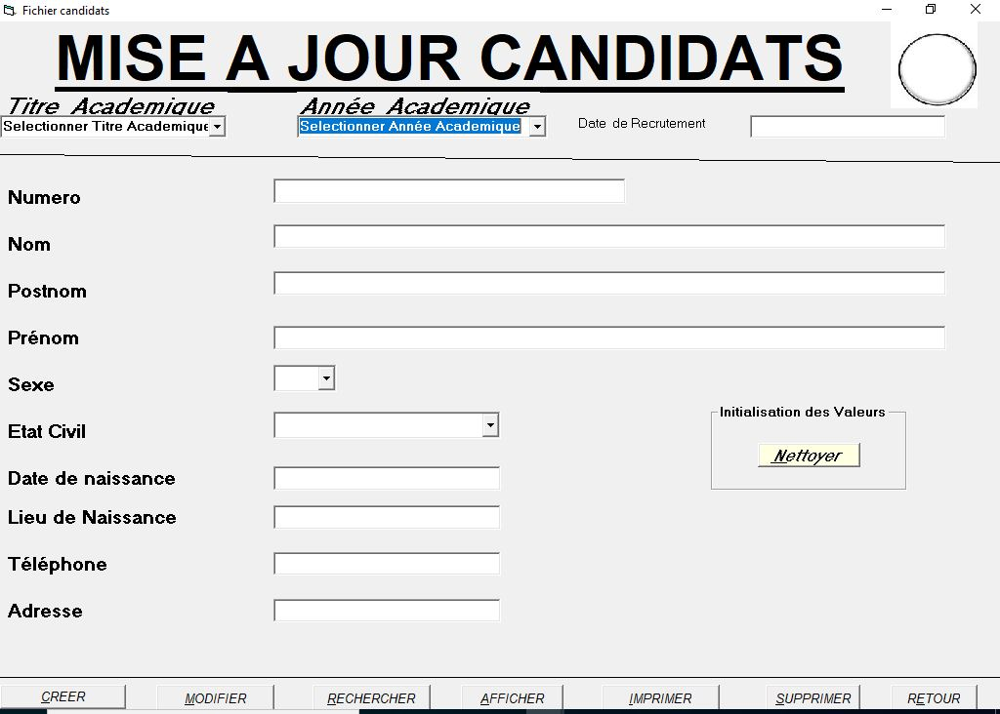 Fichier candidats
MISE A JOUR CANDIDATS
Titre Academique
Année Academique
Selectionner Titre Academique
Selectionner Année Academique
Date de Recrutement
Numero
Nom
Postnom
Prénom
Sexe
Etat Civil
Initialisation des Valeurs
Nettoyer
Date de naissance
Lieu de Naissance
Téléphone
Adresse
CREER
MODIFIER
RECHERCHER
AFFICHER
IMPRIMER
SUPPRIMER
RETOUR